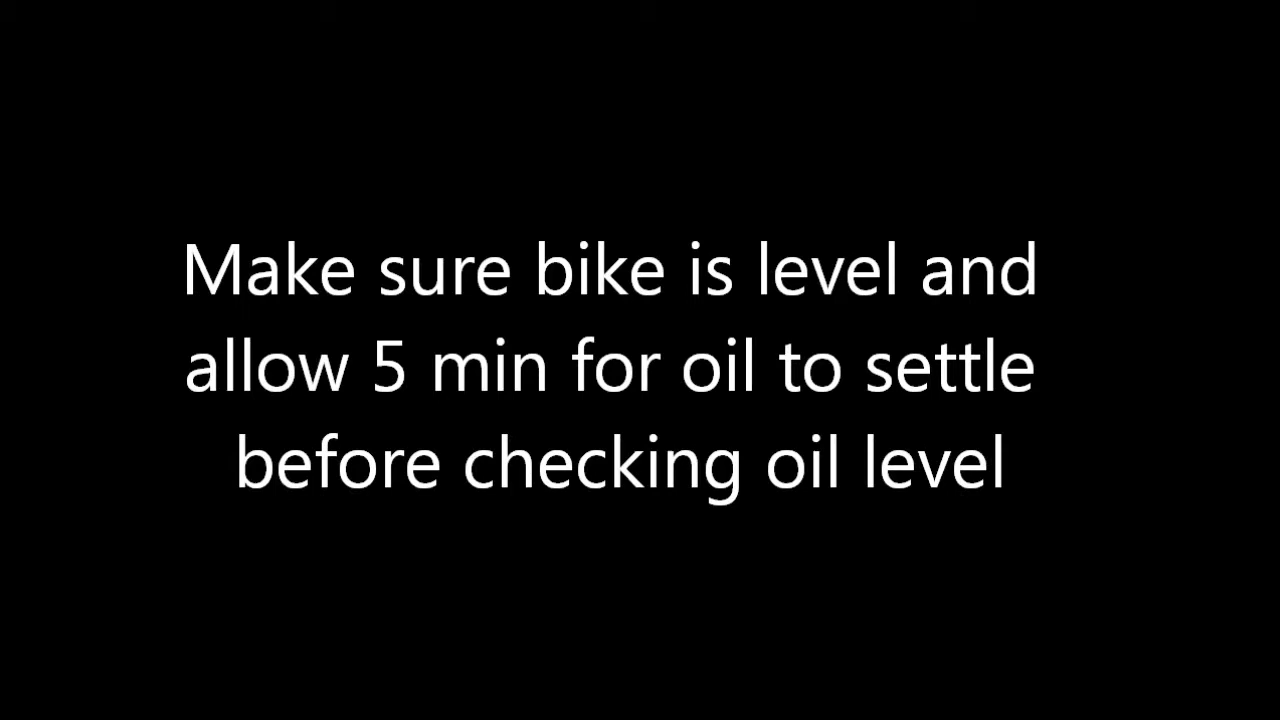 Make sure bike is level and
allow 5 min for oil to settle
before checking oil level